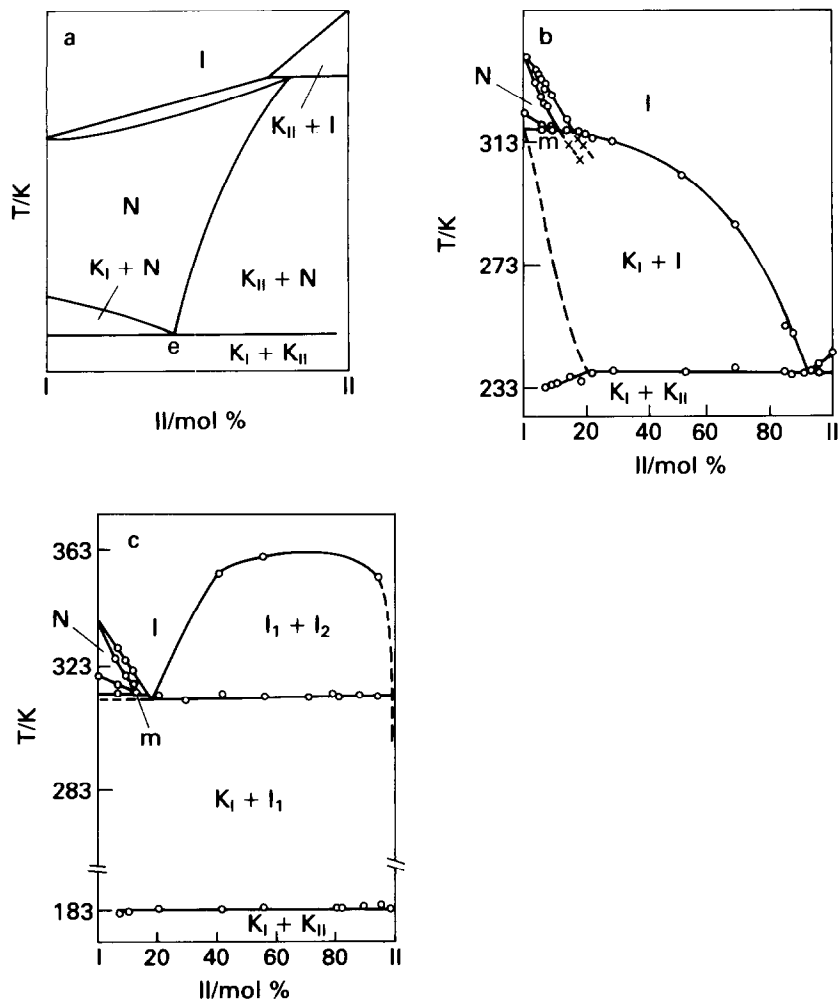 a
I
K_II + I
T/K
N
K_I + N
K_II + N
e
K_I + K_II
I
II
II/mol %
b
N
I
313
m
T/K
273
K_I + I
233
K_I + K_II
I 20 40 60 80 II
II/mol %
c
363
N
I
I_1 + I_2
323
m
T/K
283
K_I + I_1
183
K_I + K_II
I 20 40 60 80 II
II/mol %